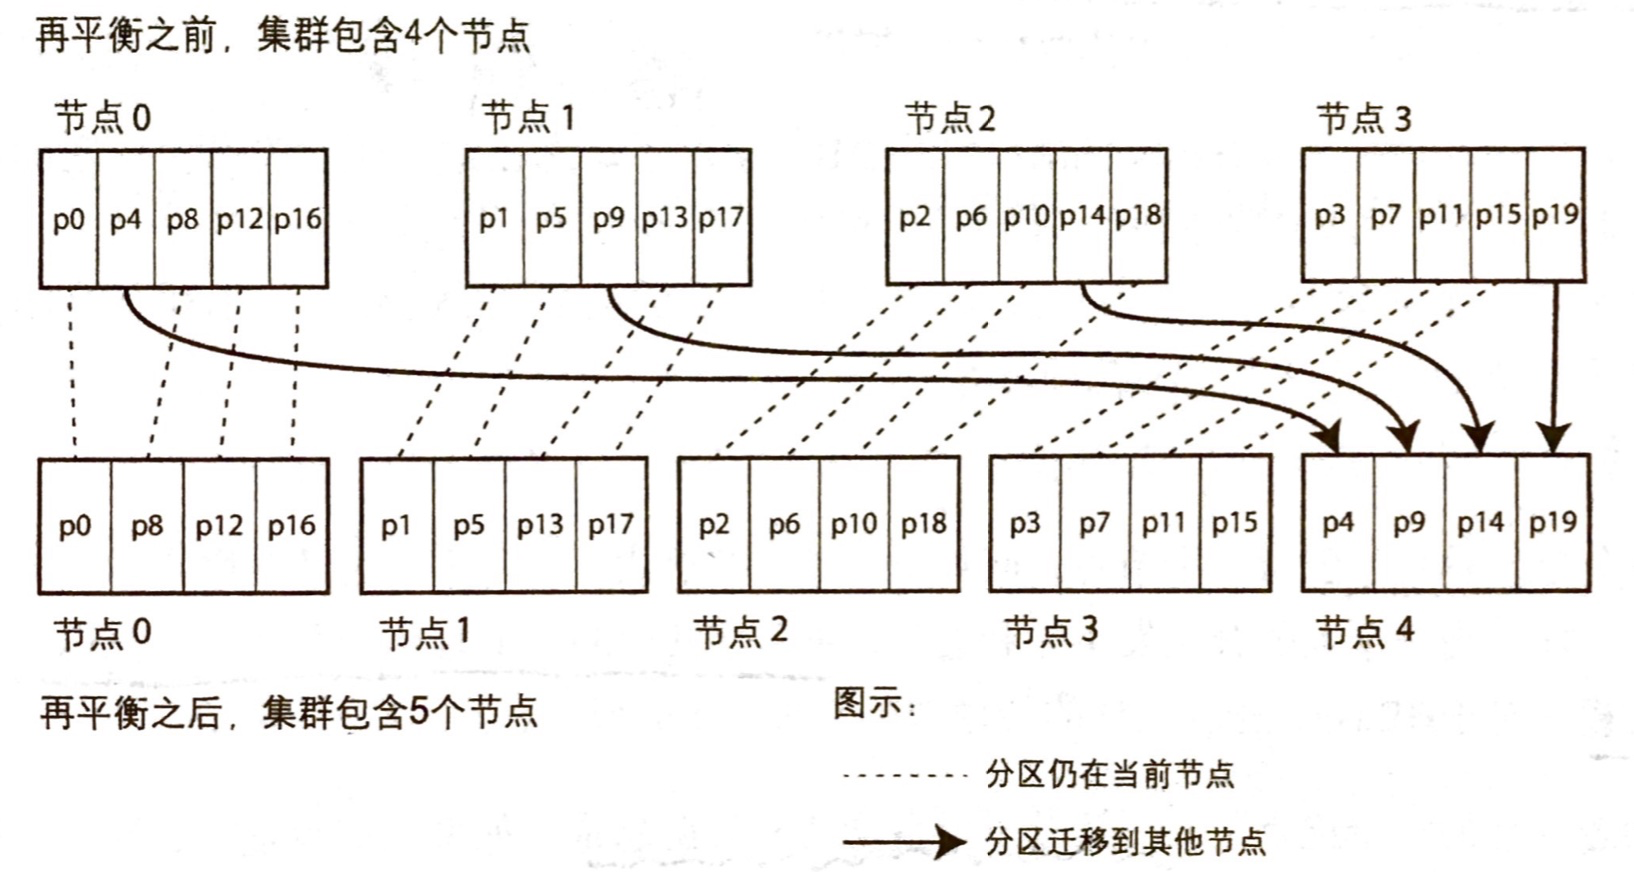 再平衡之前，集群包含4个节点
节点 0 节点 1 节点2 节点 3
p0 p4 p8 p12 p16 p1 p5 p9 p13 p17 p2 p6 p10 p14 p18 p3 p7 p11 p15 p19
p0 p8 p12 p16 p1 p5 p13 p17 p2 p6 p10 p18 p3 p7 p11 p15 p4 p9 p14 p19
节点 0 节点1 节点 2 节点 3 节点 4
再平衡之后，集群包含5个节点
图示：
分区仍在当前节点
分区迁移到其他节点